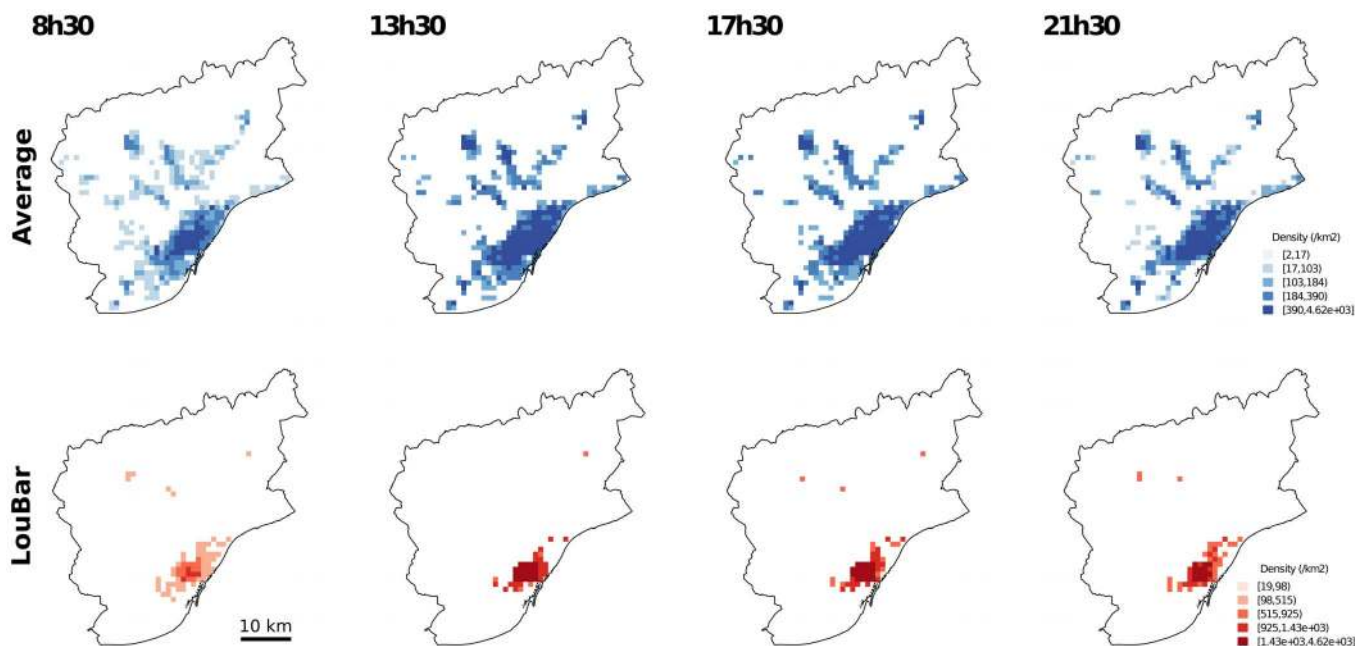 8h30
13h30
17h30
21h30
Average
Density (/km2)
[2,17)
[17,103)
[103,184)
[184,390)
[390,4.62e+03]
LouBar
10 km
Density (/km2)
[19,98)
[98,515)
[515,925)
[925,1.43e+03)
[1.43e+03,4.62e+03]